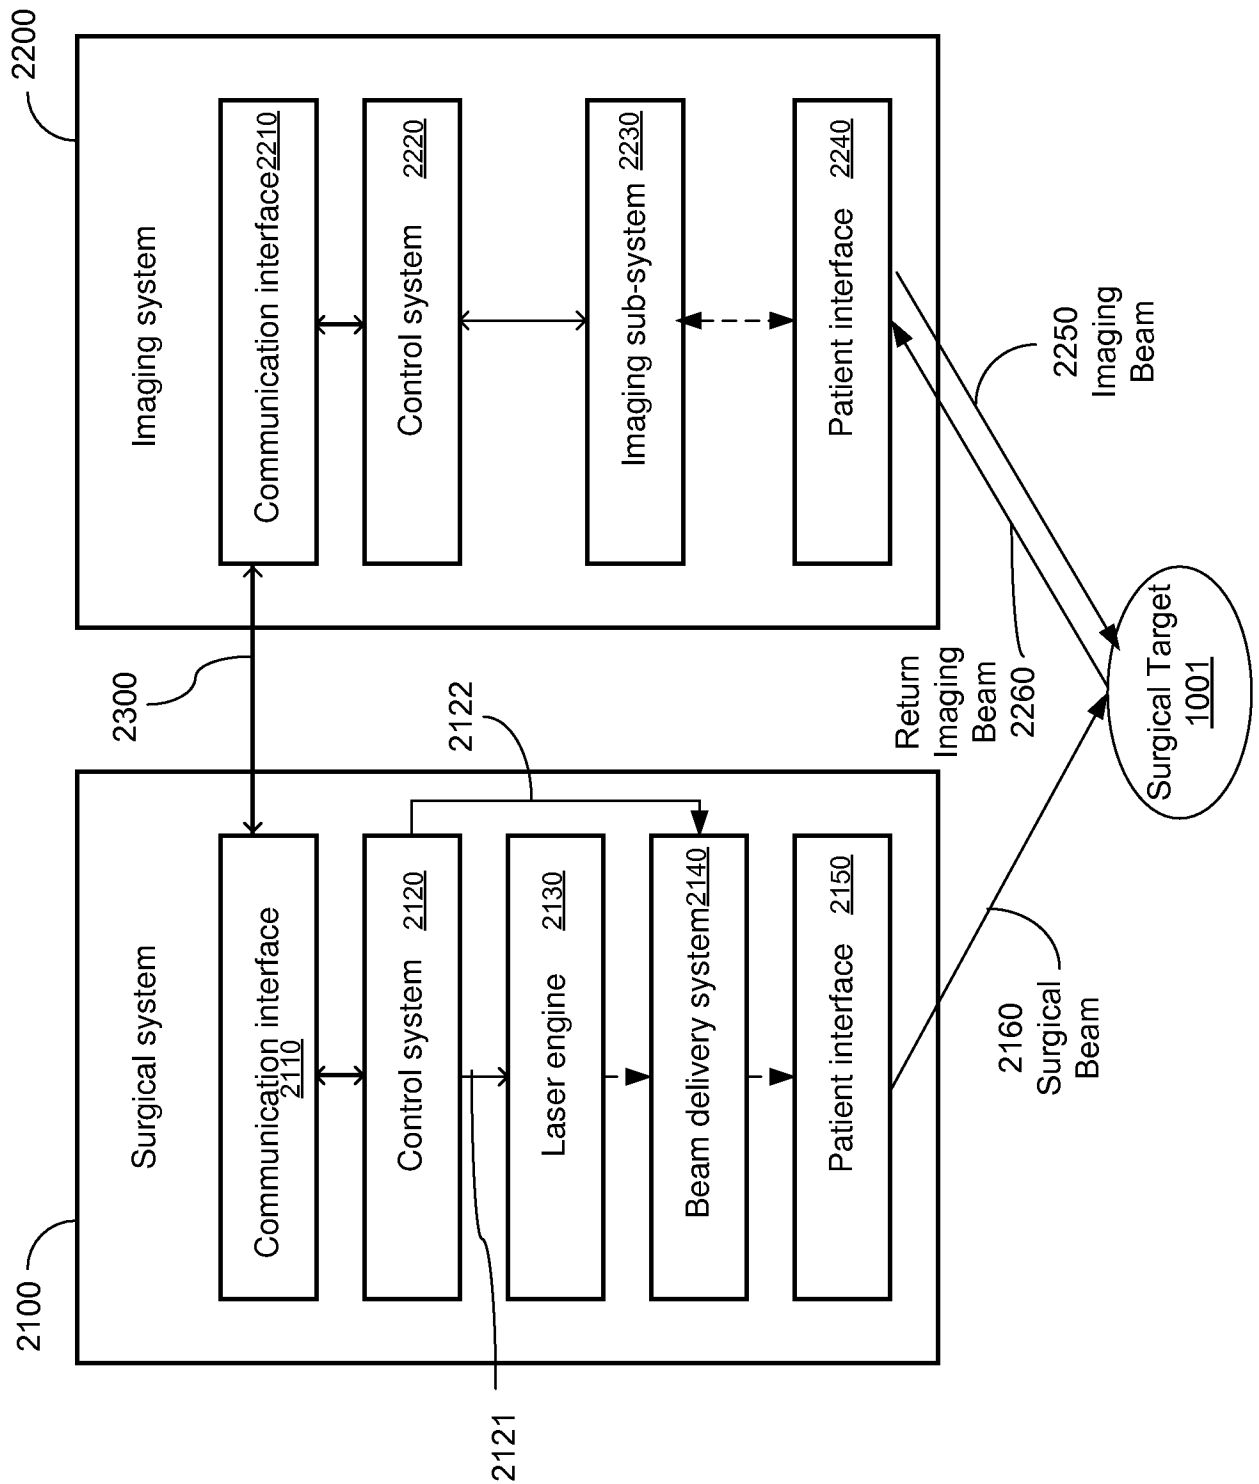 2100
Surgical system
Communication interface
2110
Control system 2120
2121
Laser engine 2130
2122
Beam delivery system2140
Patient interface 2150
2160
Surgical
Beam
2300
2200
Imaging system
Communication interface2210
Control system 2220
Imaging sub-system 2230
Patient interface 2240
Return
Imaging
Beam
2260
2250
Imaging
Beam
Surgical Target
1001